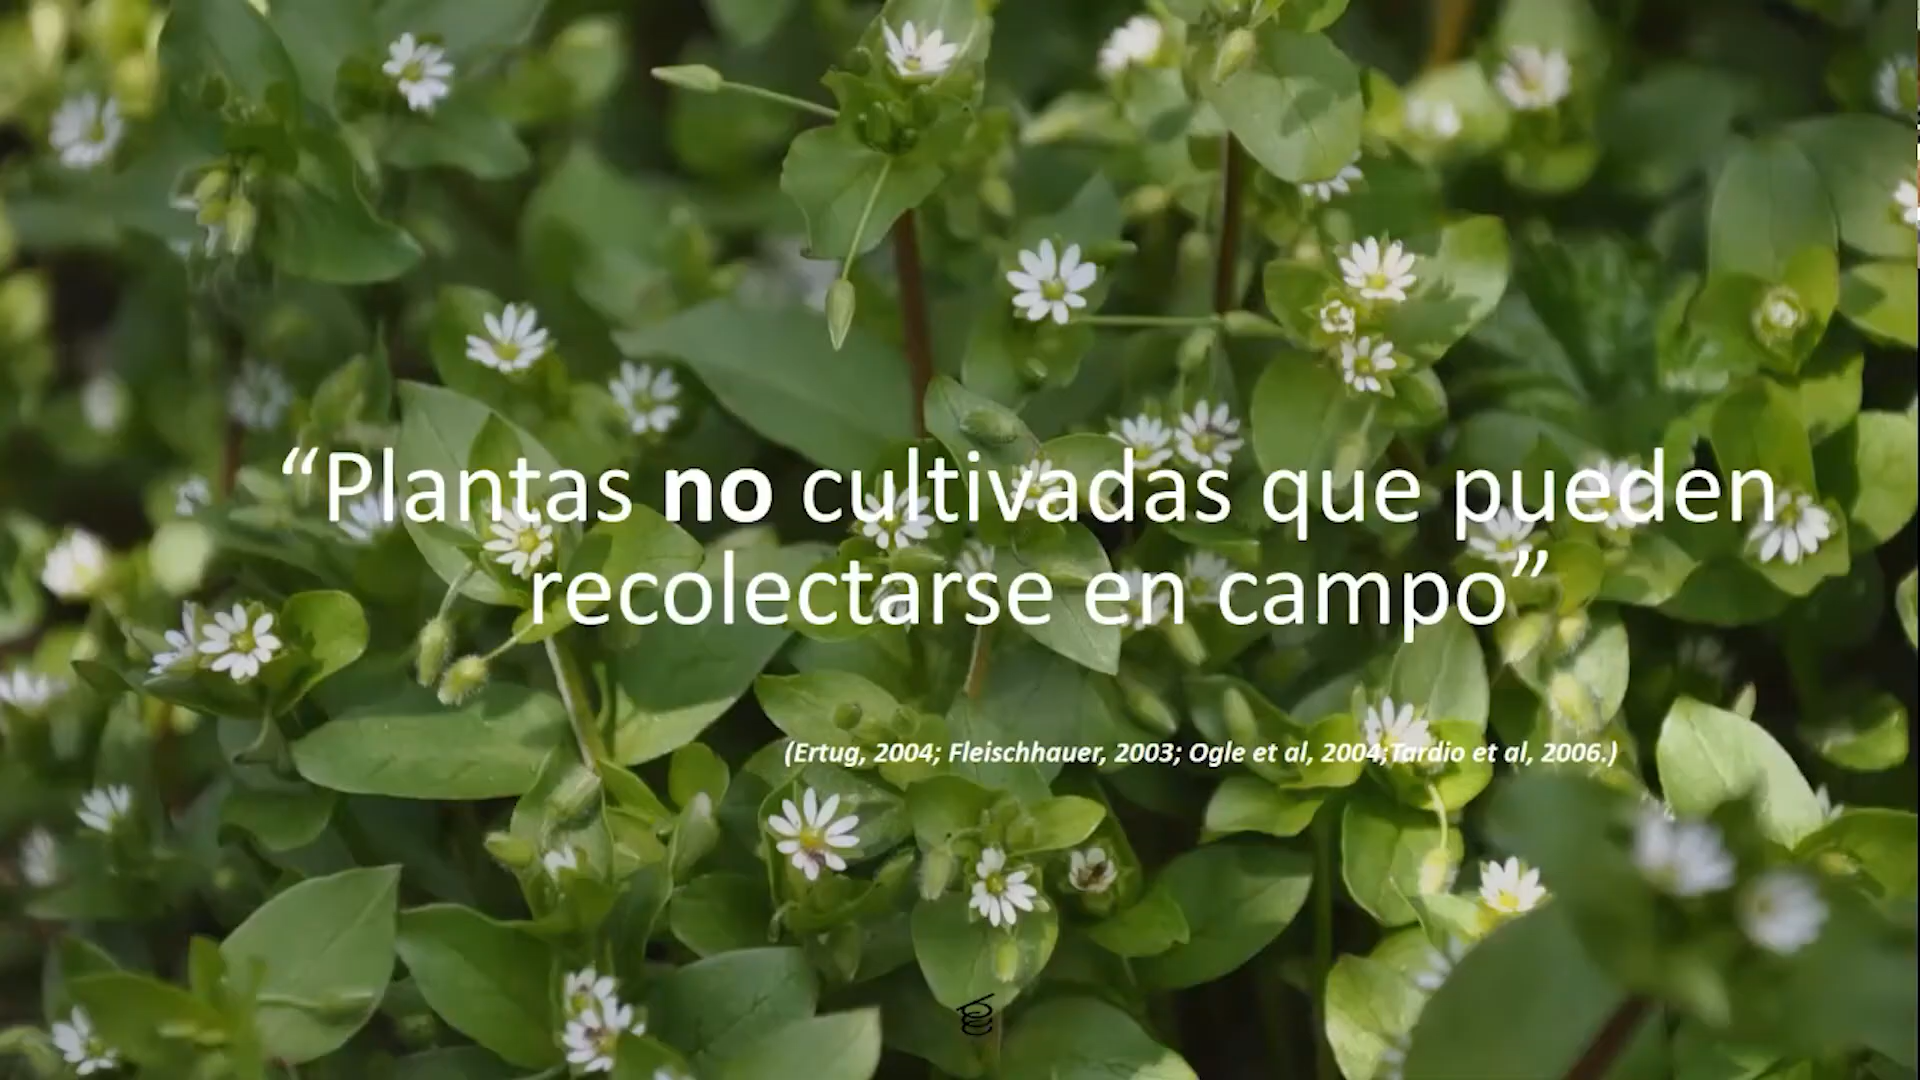 “Plantas no cultivadas que pueden
recolectarse en campo”
(Ertug, 2004; Fleischhauer, 2003; Ogle et al, 2004;Tardio et al, 2006.)